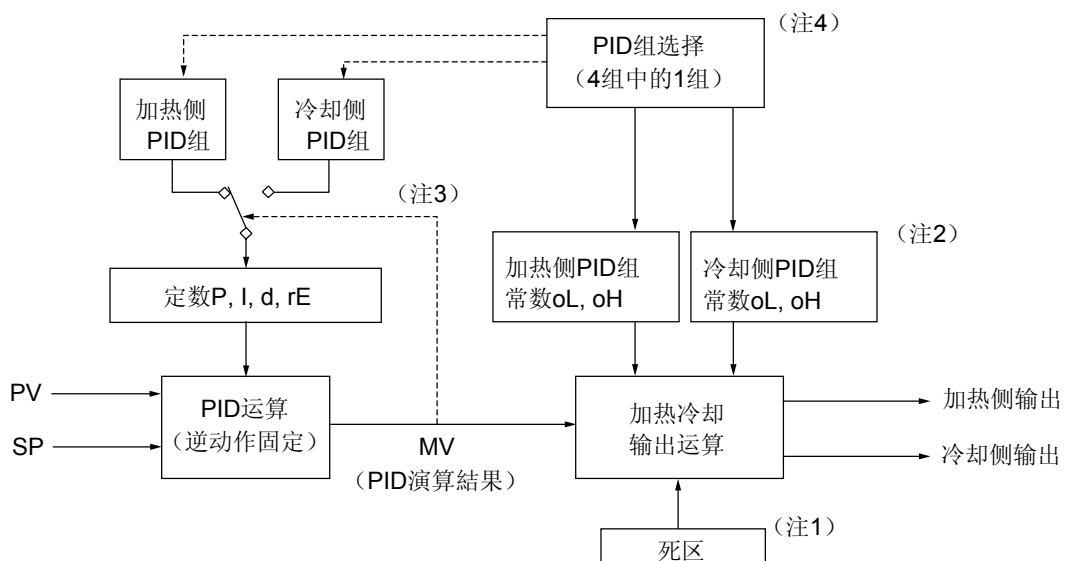 （注4）
PID组选择
（4组中的1组）
加热侧
PID组
冷却侧
PID组
（注3）
（注2）
加热侧PID组
常数oL, oH
冷却侧PID组
常数oL, oH
定数P, I, d, rE
PV
SP
PID运算
（逆动作固定）
MV
（PID演算結果）
加热冷却
输出运算
加热侧输出
冷却侧输出
（注1）
死区